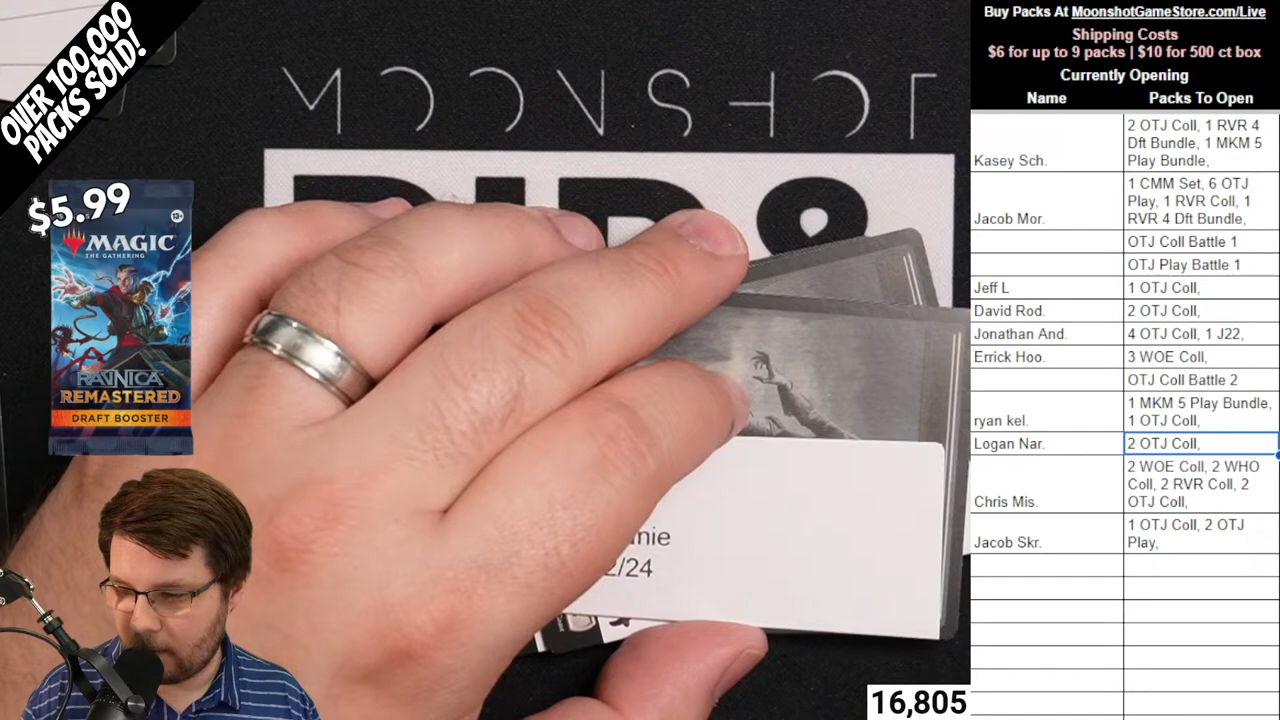 OVER 100,000
PACKS SOLD!
$5.99
13+
MAGIC
THE GATHERING
RAVNICA
REMASTERED
DRAFT BOOSTER
MOONSHOT
2/24
16,805
Buy Packs At MoonshotGameStore.com/Live
Shipping Costs
$6 for up to 9 packs | $10 for 500 ct box
Currently Opening
Name Packs To Open
Kasey Sch. 2 OTJ Coll, 1 RVR 4
Dft Bundle, 1 MKM 5
Play Bundle,
Jacob Mor. 1 CMM Set, 6 OTJ
Play, 1 RVR Coll, 1
RVR 4 Dft Bundle,
OTJ Coll Battle 1
OTJ Play Battle 1
Jeff L 1 OTJ Coll,
David Rod. 2 OTJ Coll,
Jonathan And. 4 OTJ Coll, 1 J22,
Errick Hoo. 3 WOE Coll,
OTJ Coll Battle 2
ryan kel. 1 MKM 5 Play Bundle,
1 OTJ Coll,
Logan Nar. 2 OTJ Coll,
Chris Mis. 2 WOE Coll, 2 WHO
Coll, 2 RVR Coll, 2
OTJ Coll,
Jacob Skr. 1 OTJ Coll, 2 OTJ
Play,